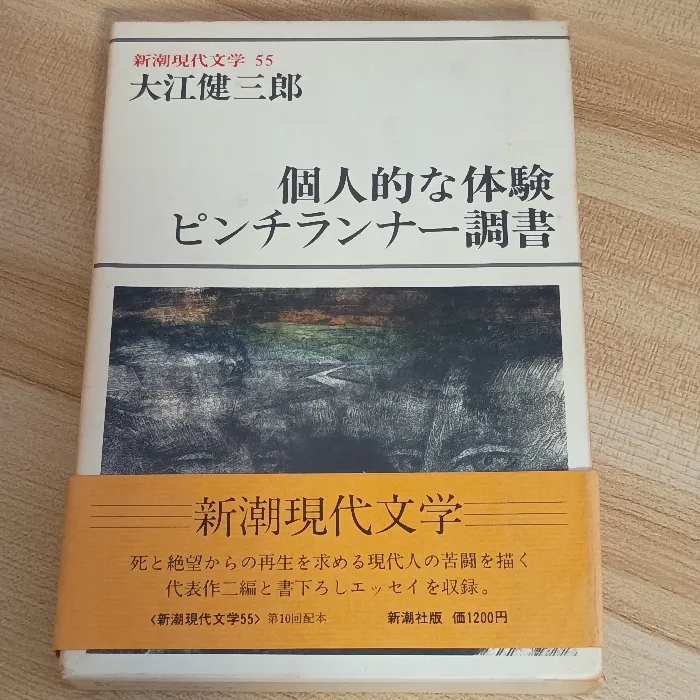 新潮現代文学 55
大江健三郎
個人的な体験
ピンチランナー調書
新潮現代文学
死と絶望からの再生を求める現代人の苦闘を描く
代表作二編と書下ろしエッセイを収録。
〈新潮現代文学55〉 第10回配本 新潮社版 価1200円